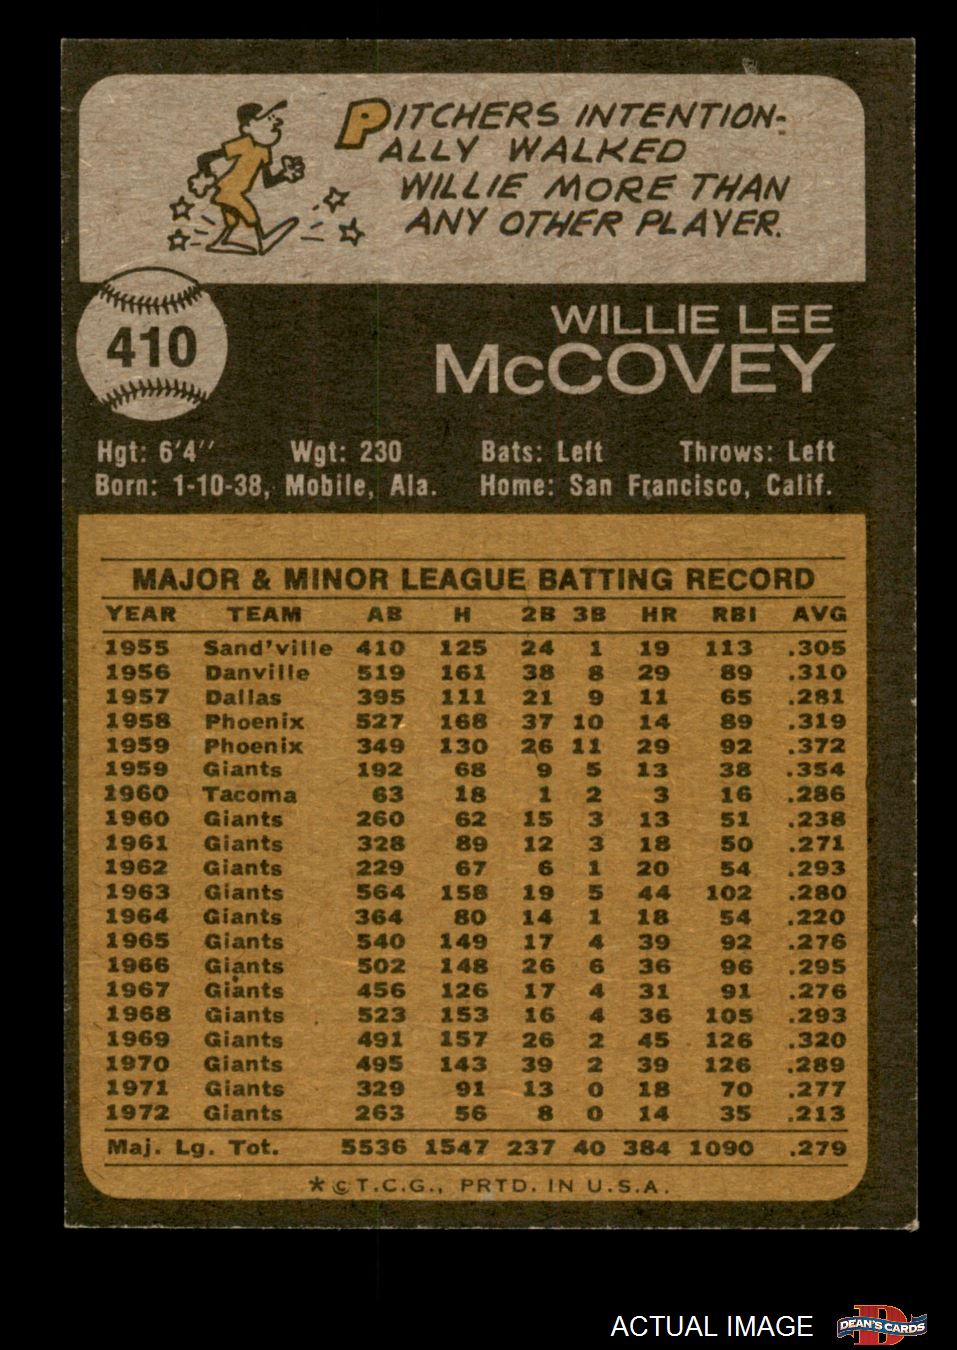 PITCHERS INTENTION-
ALLY WALKED
WILLIE MORE THAN
ANY OTHER PLAYER.
410
WILLIE LEE
McCOVEY
Hgt: 6'4'' Wgt: 230 Bats: Left Throws: Left
Born: 1-10-38, Mobile, Ala. Home: San Francisco, Calif.
MAJOR & MINOR LEAGUE BATTING RECORD
YEAR TEAM AB H 2B 3B HR RBI AVG
1955 Sand'ville 410 125 24 1 19 113 .305
1956 Danville 519 161 38 8 29 89 .310
1957 Dallas 395 111 21 9 11 65 .281
1958 Phoenix 527 168 37 10 14 89 .319
1959 Phoenix 349 130 26 11 29 92 .372
1959 Giants 192 68 9 5 13 38 .354
1960 Tacoma 63 18 1 2 3 16 .286
1960 Giants 260 62 15 3 13 51 .238
1961 Giants 328 89 12 3 18 50 .271
1962 Giants 229 67 6 1 20 54 .293
1963 Giants 564 158 19 5 44 102 .280
1964 Giants 364 80 14 1 18 54 .220
1965 Giants 540 149 17 4 39 92 .276
1966 Giants 502 148 26 6 36 96 .295
1967 Giants 456 126 17 4 31 91 .276
1968 Giants 523 153 16 4 36 105 .293
1969 Giants 491 157 26 2 45 126 .320
1970 Giants 495 143 39 2 39 126 .289
1971 Giants 329 91 13 0 18 70 .277
1972 Giants 263 56 8 0 14 35 .213
Maj. Lg. Tot. 5536 1547 237 40 384 1090 .279
* © T.C.G., PRTD. IN U.S.A.
ACTUAL IMAGE
D
DEAN'S CARDS